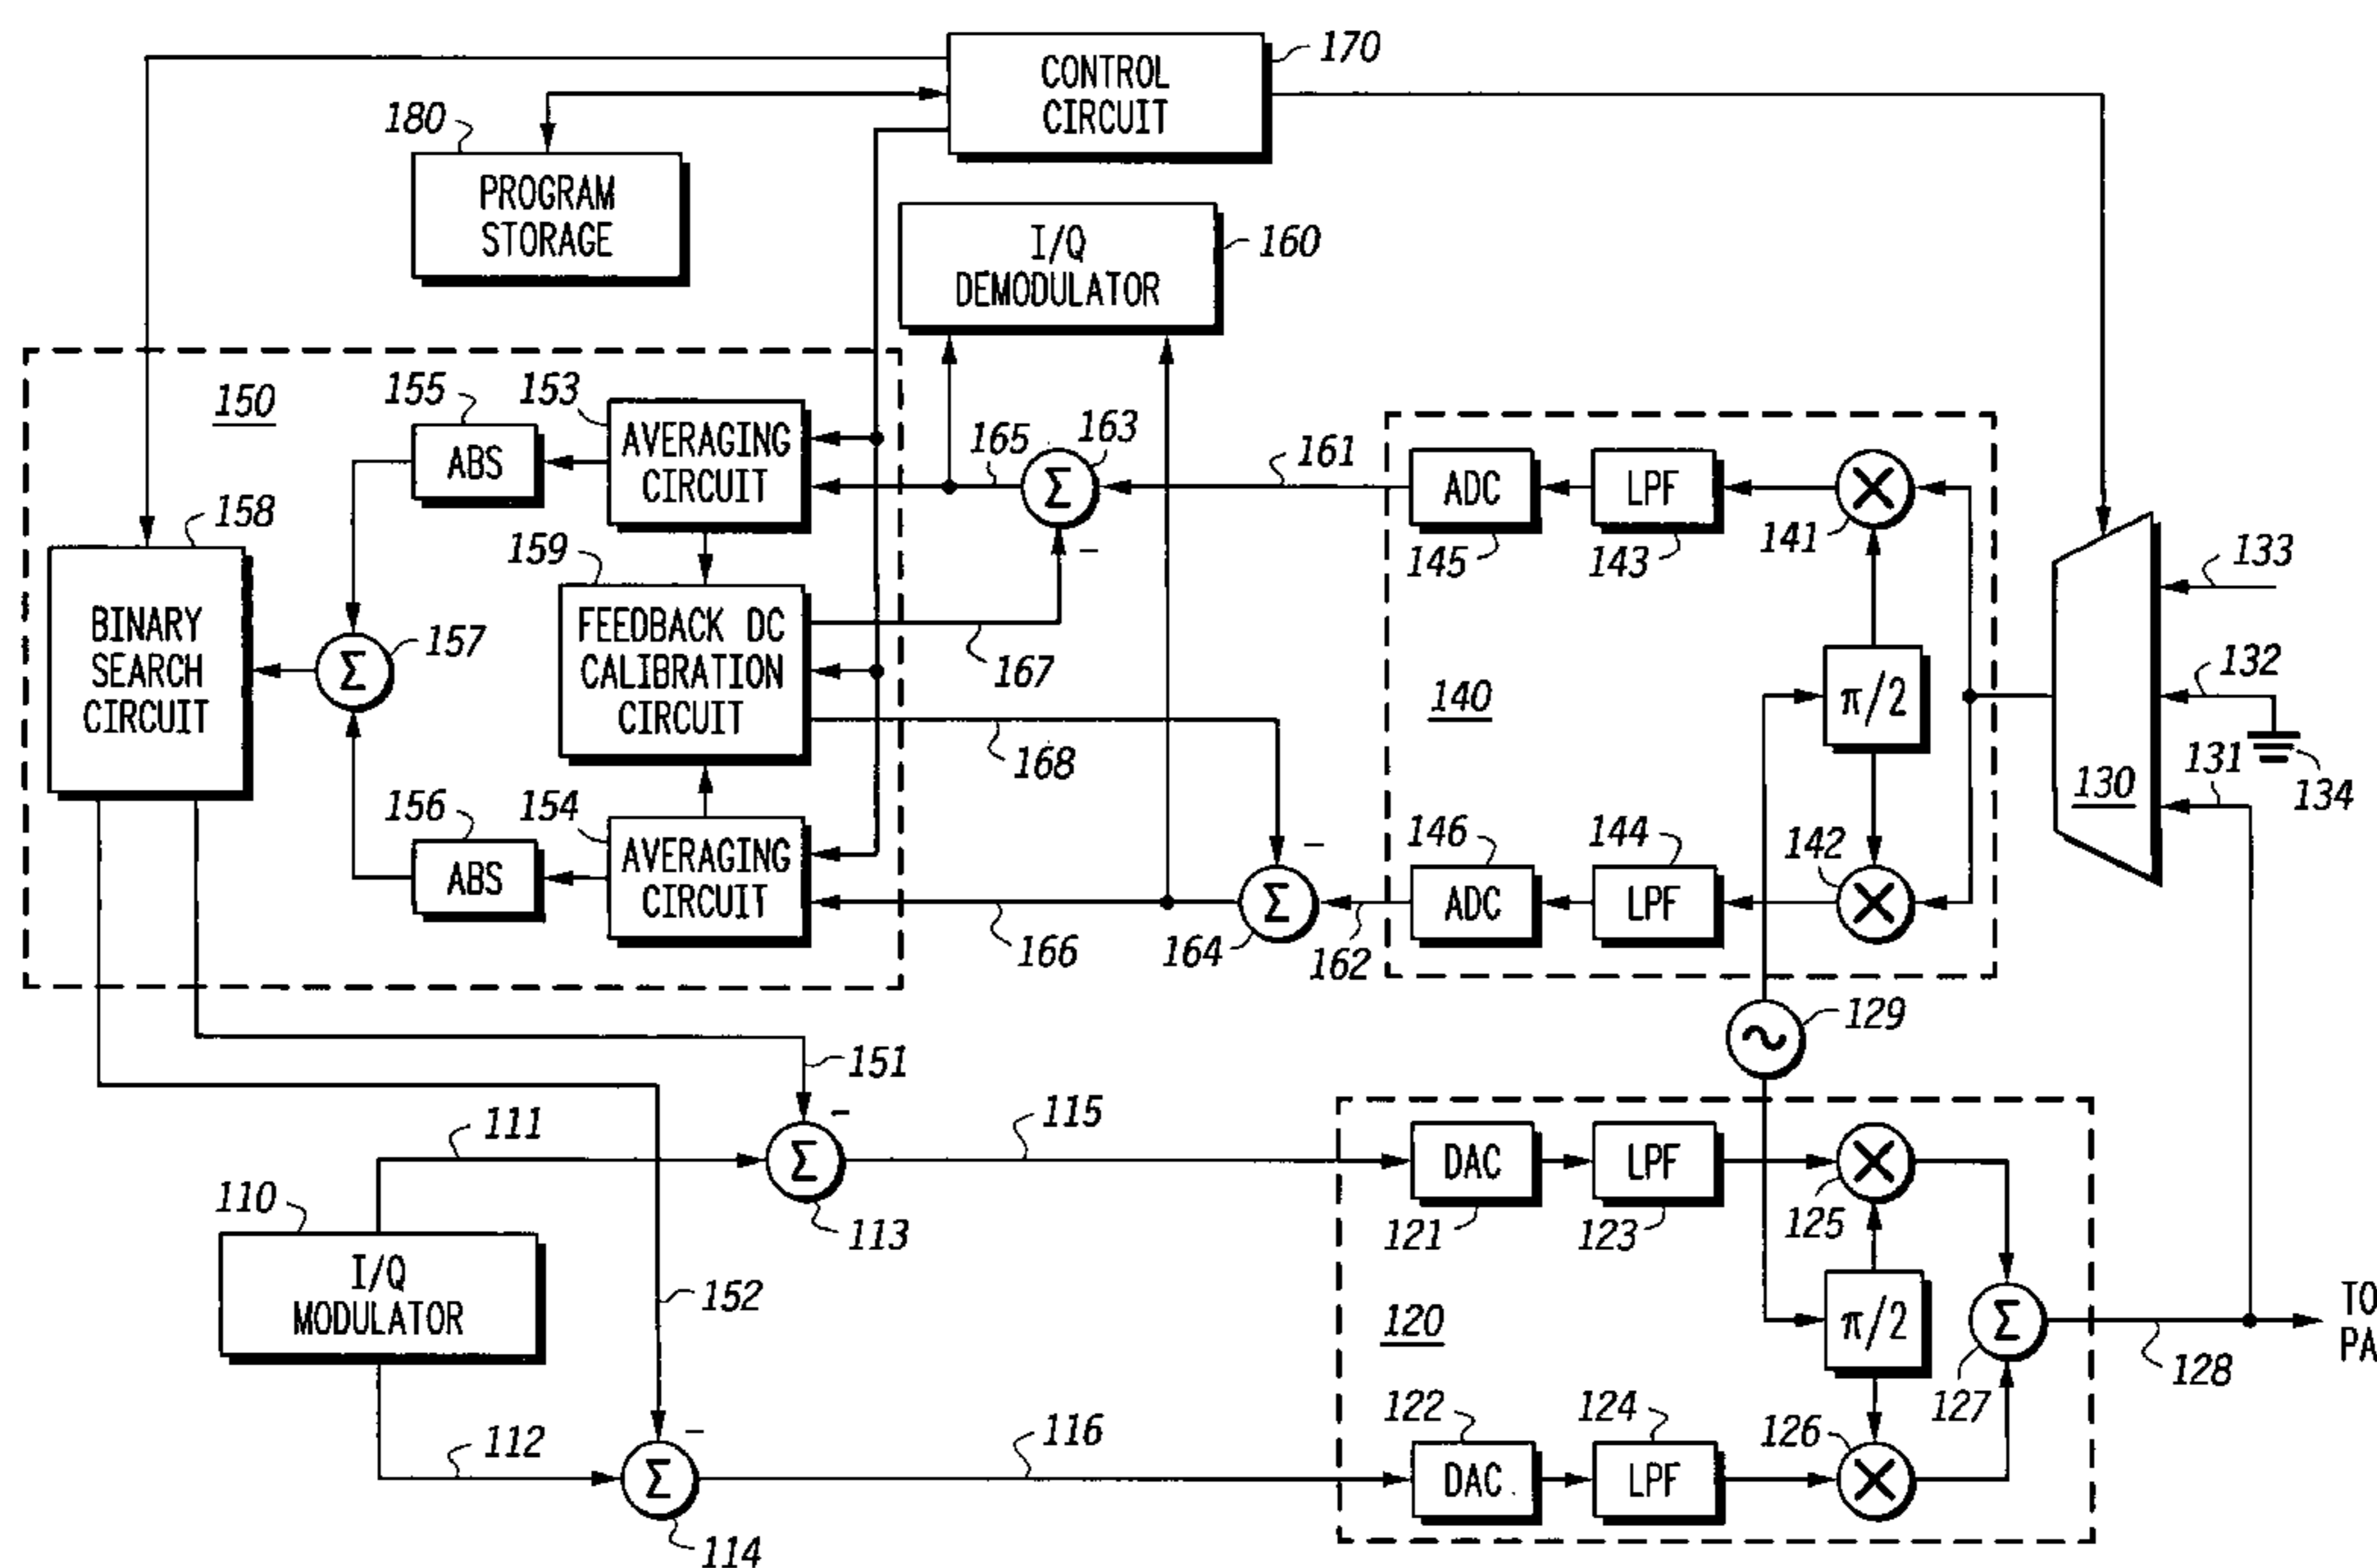 CONTROL
CIRCUIT
170
180
PROGRAM
STORAGE
I/Q
DEMODULATOR
160
150
155
153
ABS
AVERAGING
CIRCUIT
165
163
Σ
161
ADC
LPF
145
143
141
133
158
159
–
BINARY
SEARCH
CIRCUIT
Σ
157
FEEDBACK DC
CALIBRATION
CIRCUIT
167
168
140
π/2
132
131
130
134
156
154
ABS
AVERAGING
CIRCUIT
166
–
Σ
164
162
146
144
142
ADC
LPF
129
151
–
111
115
Σ
113
110
I/Q
MODULATOR
152
DAC
LPF
121
123
125
120
π/2
Σ
127
128
TO
PA
112
–
Σ
114
116
122
124
126
DAC
LPF